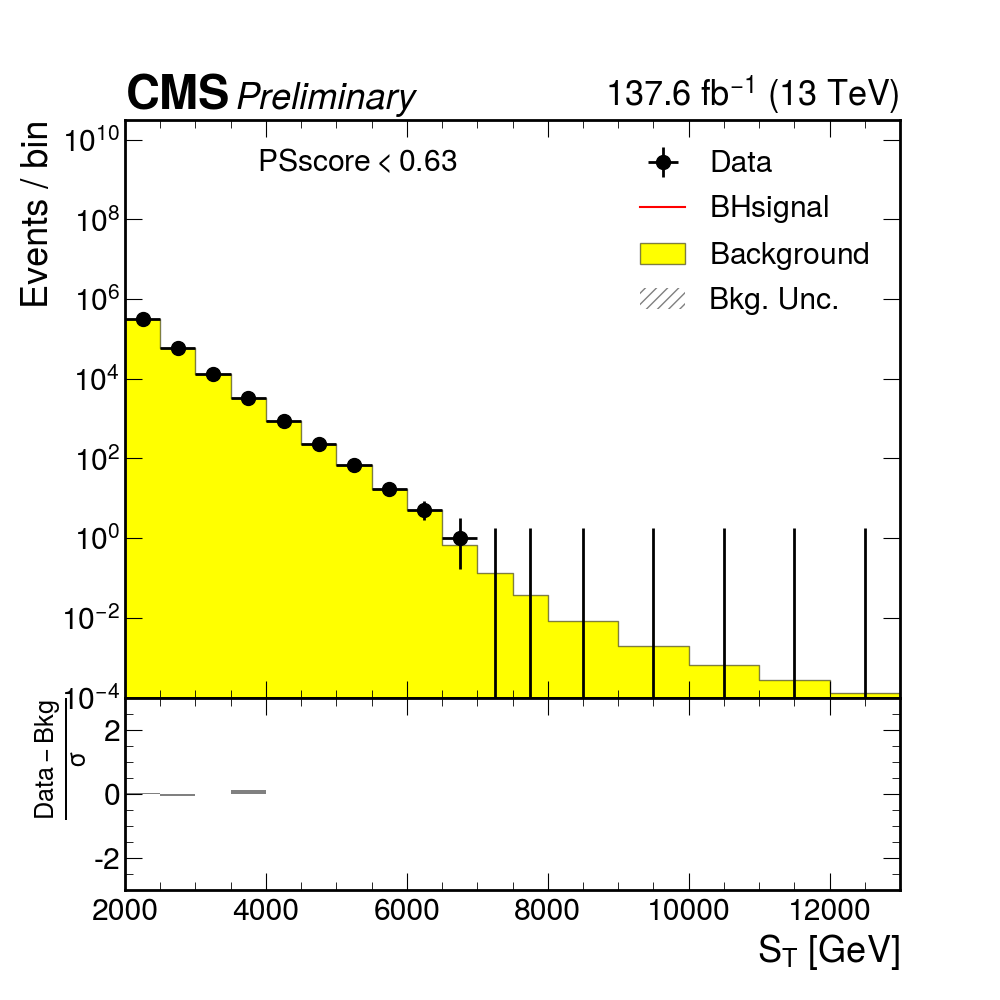 CMS Preliminary 137.6 fb⁻¹ (13 TeV)
PSscore < 0.63
Data
BHsignal
Background
Bkg. Unc.
Events / bin
10¹⁰
10⁸
10⁶
10⁴
10²
10⁰
10⁻²
10⁻⁴
Data − Bkg
σ
2
0
-2
2000 4000 6000 8000 10000 12000
S_T [GeV]